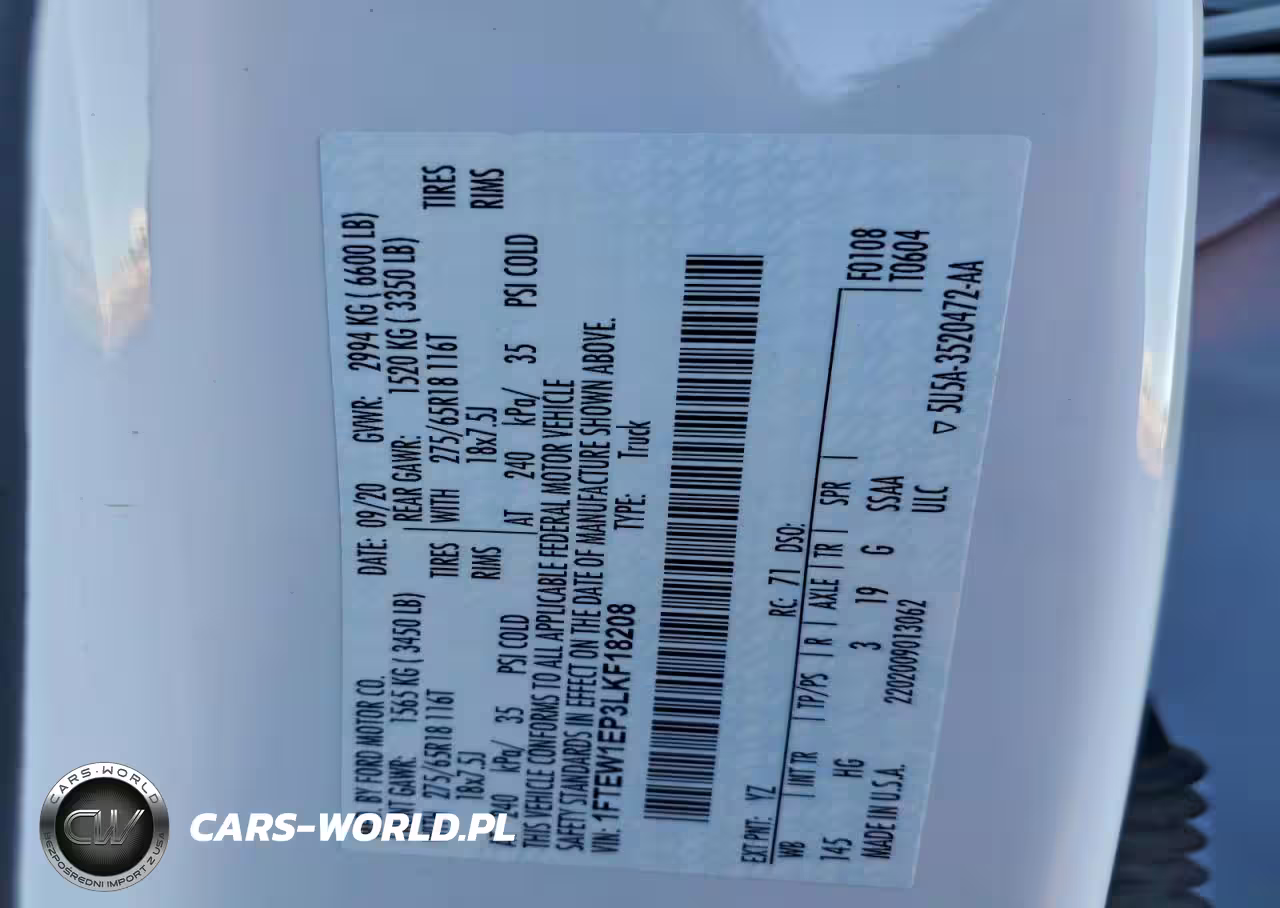 BY FORD MOTOR CO. DATE: 09/20 GVWR: 2994 KG ( 6600 LB)
GAWR: 1565 KG ( 3450 LB) REAR GAWR: 1520 KG ( 3350 LB)
275/65R18 116T TIRES WITH 275/65R18 116T TIRES
18x7.5J RIMS 18x7.5J RIMS
240 kPa/ 35 PSI COLD AT 240 kPa/ 35 PSI COLD
THIS VEHICLE CONFORMS TO ALL APPLICABLE FEDERAL MOTOR VEHICLE
SAFETY STANDARDS IN EFFECT ON THE DATE OF MANUFACTURE SHOWN ABOVE.
VIN: 1FTEW1EP3LKF18208 TYPE: Truck
EXT PNT: YZ RC: 71 DSO:
WB | INT TR | TP/PS | R | AXLE | TR | SPR | F0108
145 HG 3 19 G SSAA T0604
MADE IN U.S.A. 2202009013062 ULC
▽ 5U5A-3520472-AA
CARS-WORLD
CW
BEZPOŚREDNI IMPORT Z USA
CARS-WORLD.PL